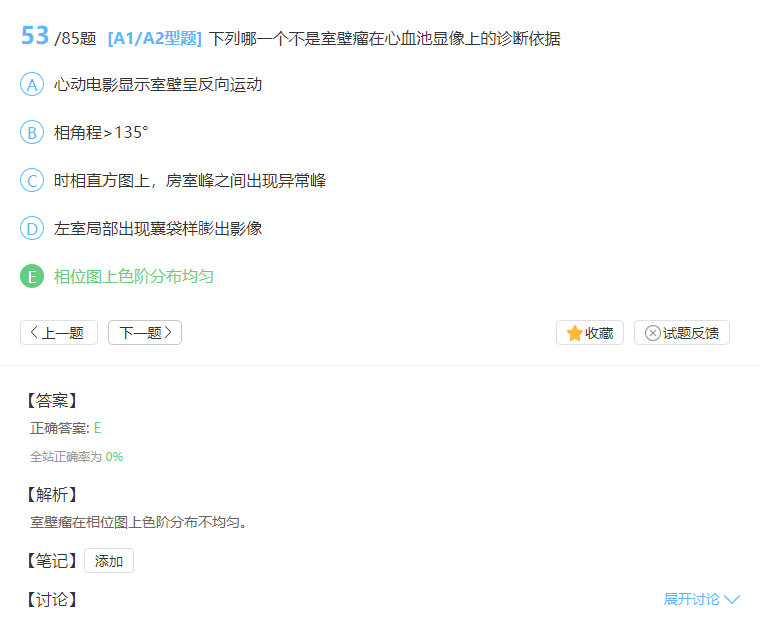 53 /85题 [A1/A2型题] 下列哪一个不是室壁瘤在心血池显像上的诊断依据
A 心动电影显示室壁呈反向运动
B 相角程>135°
C 时相直方图上，房室峰之间出现异常峰
D 左室局部出现囊袋样膨出影像
E 相位图上色阶分布均匀
上一题 下一题 收藏 试题反馈
【答案】
正确答案: E
全站正确率为 0%
【解析】
室壁瘤在相位图上色阶分布不均匀。
【笔记】 添加
【讨论】 展开讨论